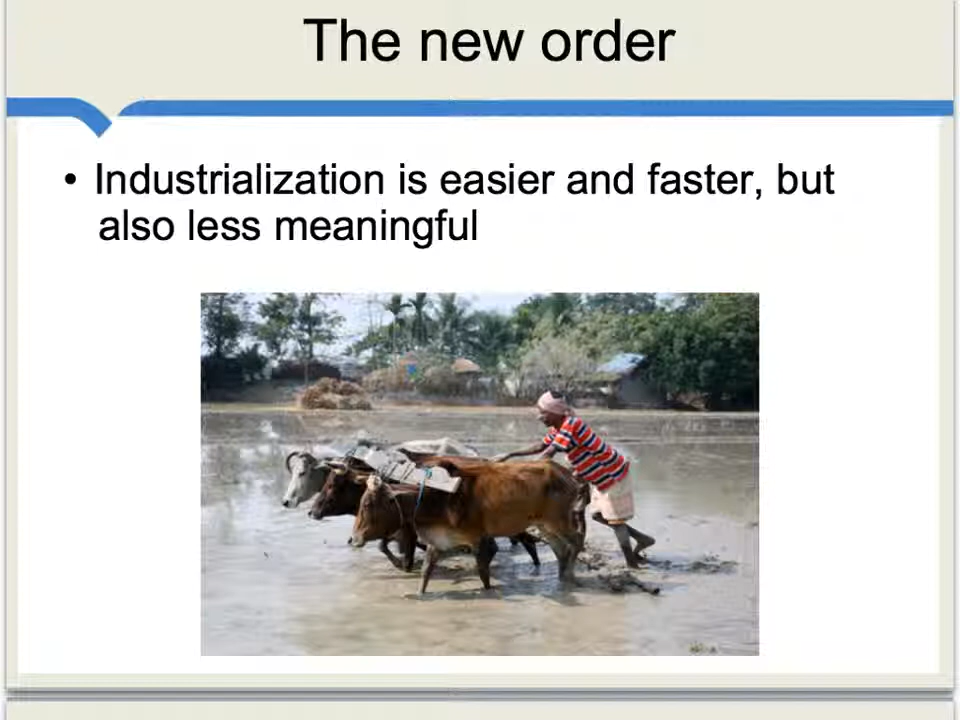 The new order
• Industrialization is easier and faster, but
also less meaningful